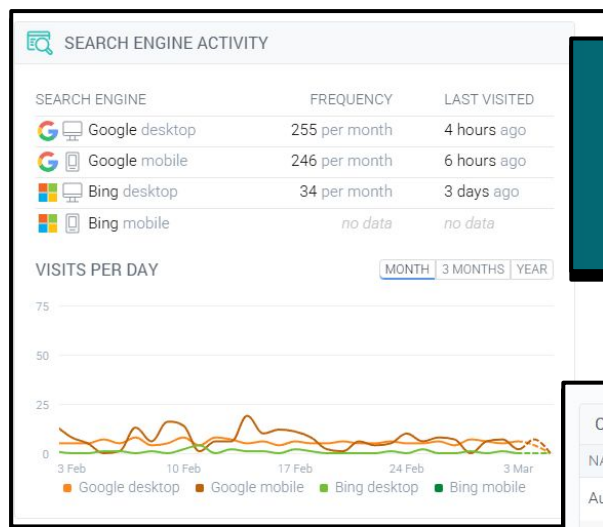 SEARCH ENGINE ACTIVITY
SEARCH ENGINE FREQUENCY LAST VISITED
Google desktop 255 per month 4 hours ago
Google mobile 246 per month 6 hours ago
Bing desktop 34 per month 3 days ago
Bing mobile no data no data
VISITS PER DAY MONTH 3 MONTHS YEAR
75
50
25
0
3 Feb 10 Feb 17 Feb 24 Feb 3 Mar
Google desktop Google mobile Bing desktop Bing mobile